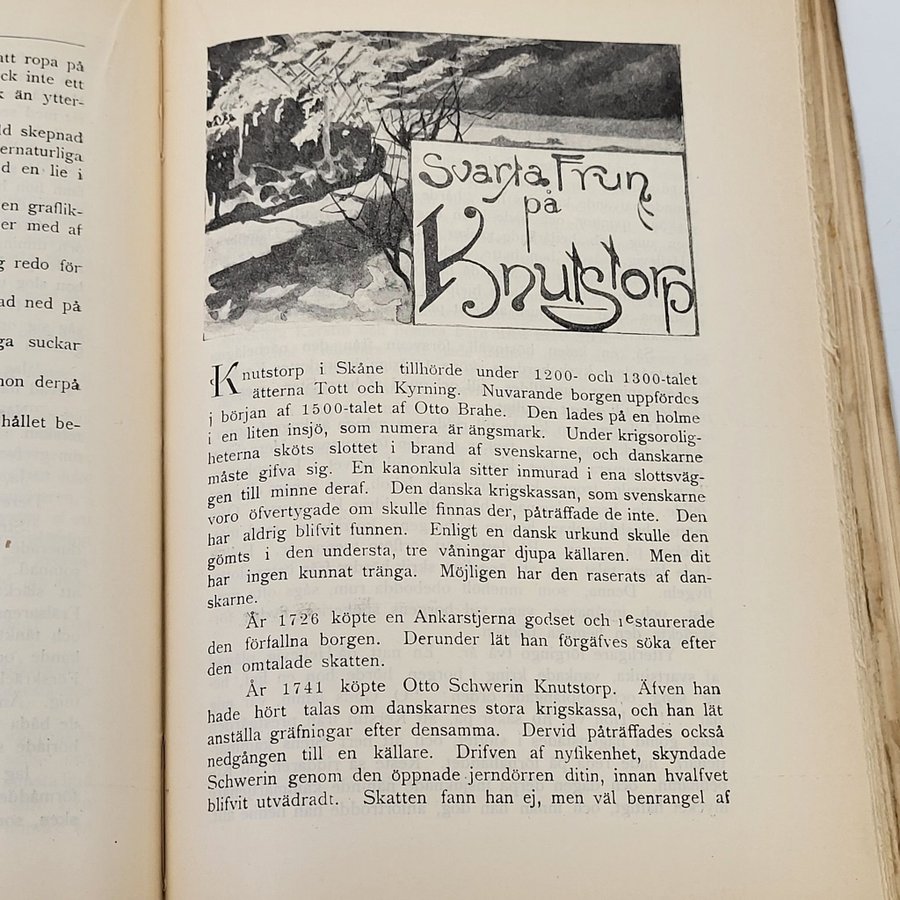 att ropa på
ck inte ett
än ytter-
ld skepnad
ernaturliga
d en lie i
en graflik-
er med af
g redo för
ad ned på
ga suckar
hon derpå
hållet be-
Svarta Frun
på
Knutstorp
Knutstorp i Skåne tillhörde under 1200- och 1300-talet
ätterna Tott och Kyrning. Nuvarande borgen uppfördes
i början af 1500-talet af Otto Brahe. Den lades på en holme
i en liten insjö, som numera är ängsmark. Under krigsorolig-
heterna sköts slottet i brand af svenskarne, och danskarne
måste gifva sig. En kanonkula sitter inmurad i ena slottsväg-
gen till minne deraf. Den danska krigskassan, som svenskarne
voro öfvertygade om skulle finnas der, påträffade de inte. Den
har aldrig blifvit funnen. Enligt en dansk urkund skulle den
gömts i den understa, tre våningar djupa källaren. Men dit
har ingen kunnat tränga. Möjligen har den raserats af dan-
skarne.
År 1726 köpte en Ankarstjerna godset och restaurerade
den förfallna borgen. Derunder lät han förgäfves söka efter
den omtalade skatten.
År 1741 köpte Otto Schwerin Knutstorp. Äfven han
hade hört talas om danskarnes stora krigskassa, och han lät
anställa gräfningar efter densamma. Dervid påträffades också
nedgången till en källare. Drifven af nyfikenhet, skyndade
Schwerin genom den öppnade jerndörren ditin, innan hvalfvet
blifvit utvädradt. Skatten fann han ej, men väl benrangel af